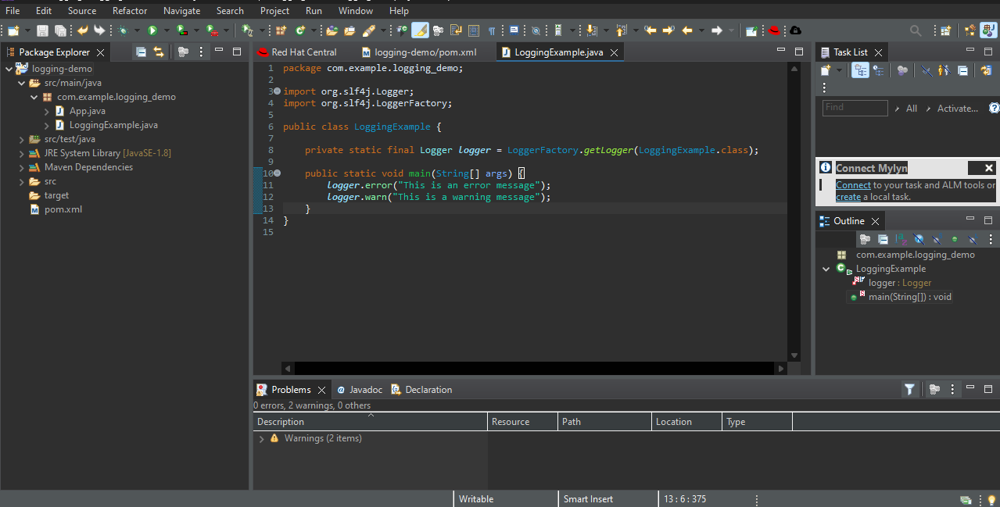 File Edit Source Refactor Navigate Search Project Run Window Help
Package Explorer
logging-demo
src/main/java
com.example.logging_demo
App.java
LoggingExample.java
src/test/java
JRE System Library [JavaSE-1.8]
Maven Dependencies
src
target
pom.xml
Red Hat Central logging-demo/pom.xml LoggingExample.java
1 package com.example.logging_demo;
2
3 import org.slf4j.Logger;
4 import org.slf4j.LoggerFactory;
5
6 public class LoggingExample {
7
8 private static final Logger logger = LoggerFactory.getLogger(LoggingExample.class);
9
10 public static void main(String[] args) {
11 logger.error("This is an error message");
12 logger.warn("This is a warning message");
13 }
14 }
15
Task List
Find All Activate...
Connect Mylyn
Connect to your task and ALM tools or
create a local task.
Outline
com.example.logging_demo
LoggingExample
logger : Logger
main(String[]) : void
Problems Javadoc Declaration
0 errors, 2 warnings, 0 others
Description Resource Path Location Type
Warnings (2 items)
Writable Smart Insert 13 : 6 : 375